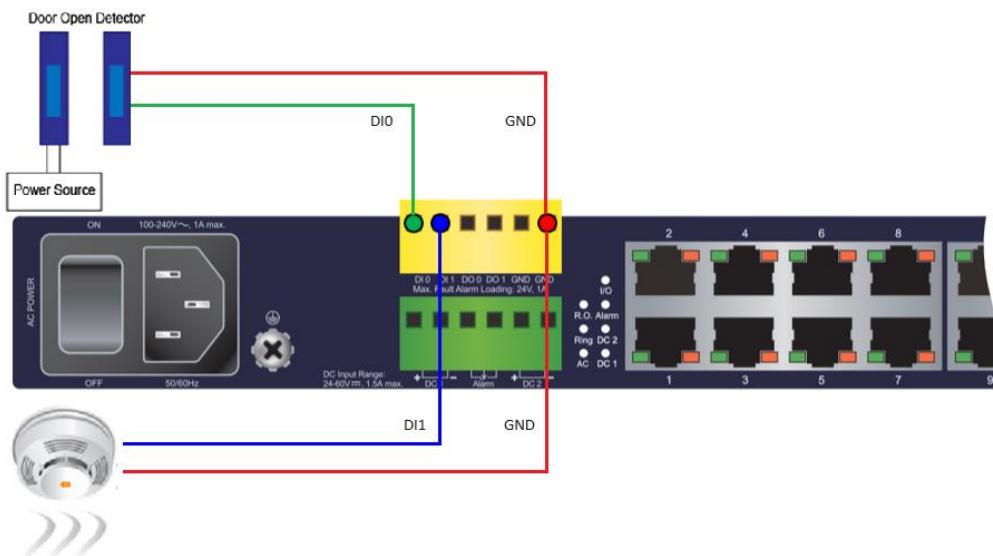 Door Open Detector
DI0
GND
Power Source
ON
100-240V～, 1A max.
AC POWER
OFF
50/60Hz
DI 0 DI 1 DO 0 DO 1 GND GND
Max. Fault Alarm Loading: 24V, 1A
DC Input Range:
24-60V⎓, 1.5A max.
+ DC − Alarm + DC 2 −
I/O
R.O. Alarm
Ring DC 2
AC DC 1
2 4 6 8
1 3 5 7 9
DI1
GND